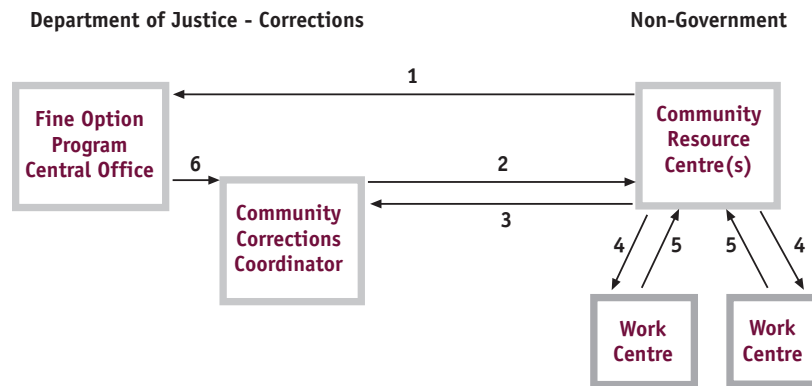 Department of Justice - Corrections
Non-Government
1
Fine Option
Program
Central Office
Community
Resource
Centre(s)
6
2
Community
Corrections
Coordinator
3
4
5
5
4
Work
Centre
Work
Centre